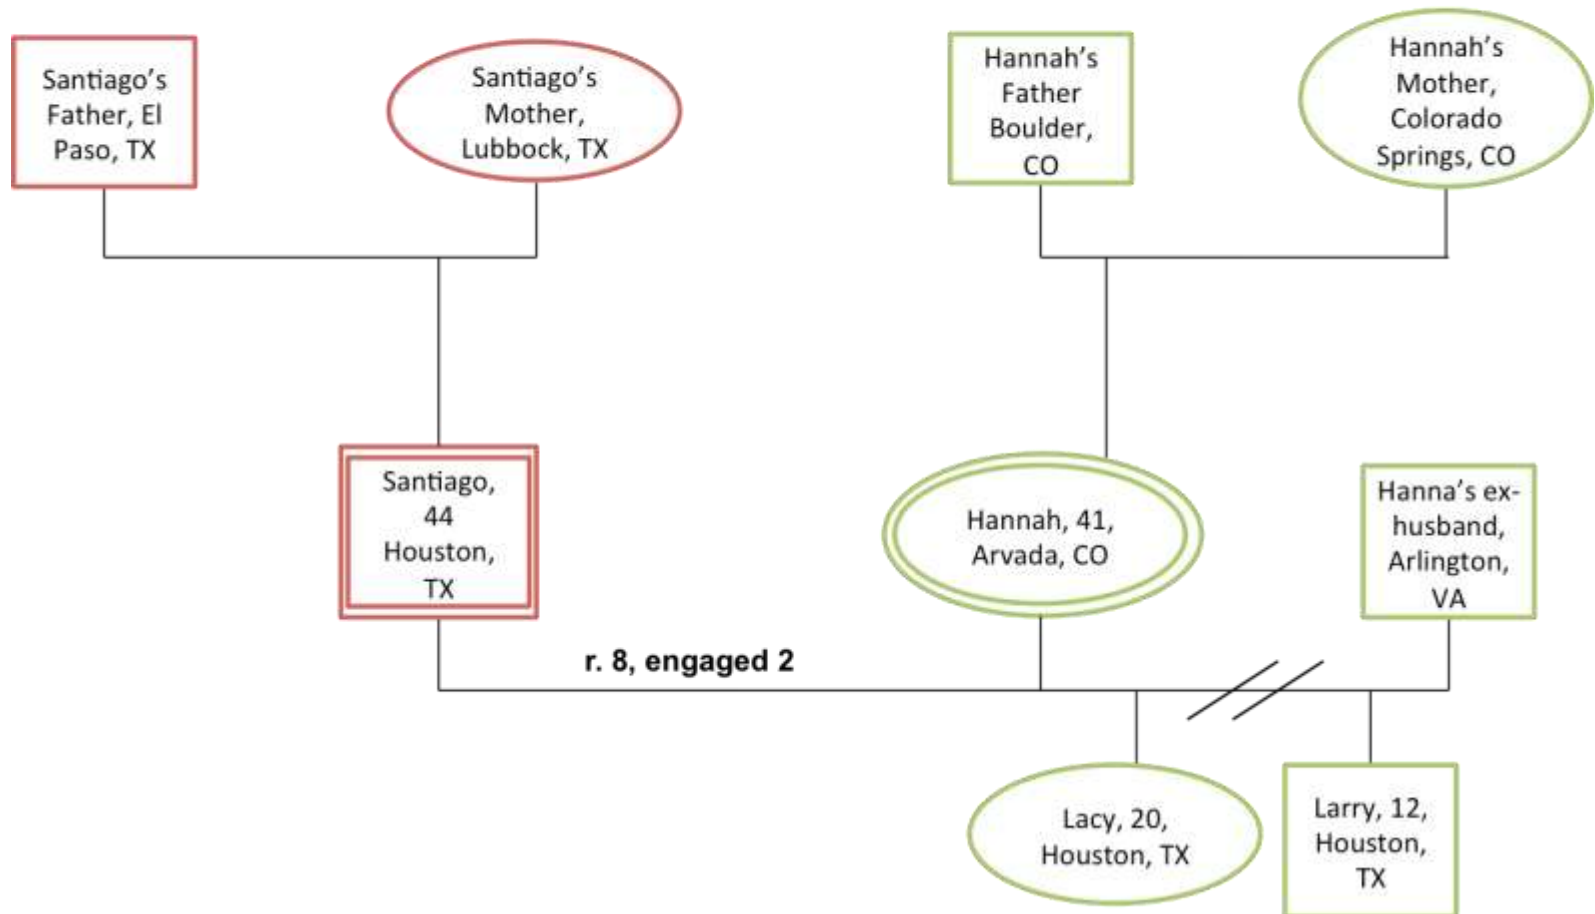 Santiago's
Father, El
Paso, TX
Santiago's
Mother,
Lubbock, TX
Hannah's
Father
Boulder,
CO
Hannah's
Mother,
Colorado
Springs, CO
Santiago,
44
Houston,
TX
Hannah, 41,
Arvada, CO
Hanna's ex-
husband,
Arlington,
VA
r. 8, engaged 2
Lacy, 20,
Houston, TX
Larry, 12,
Houston,
TX